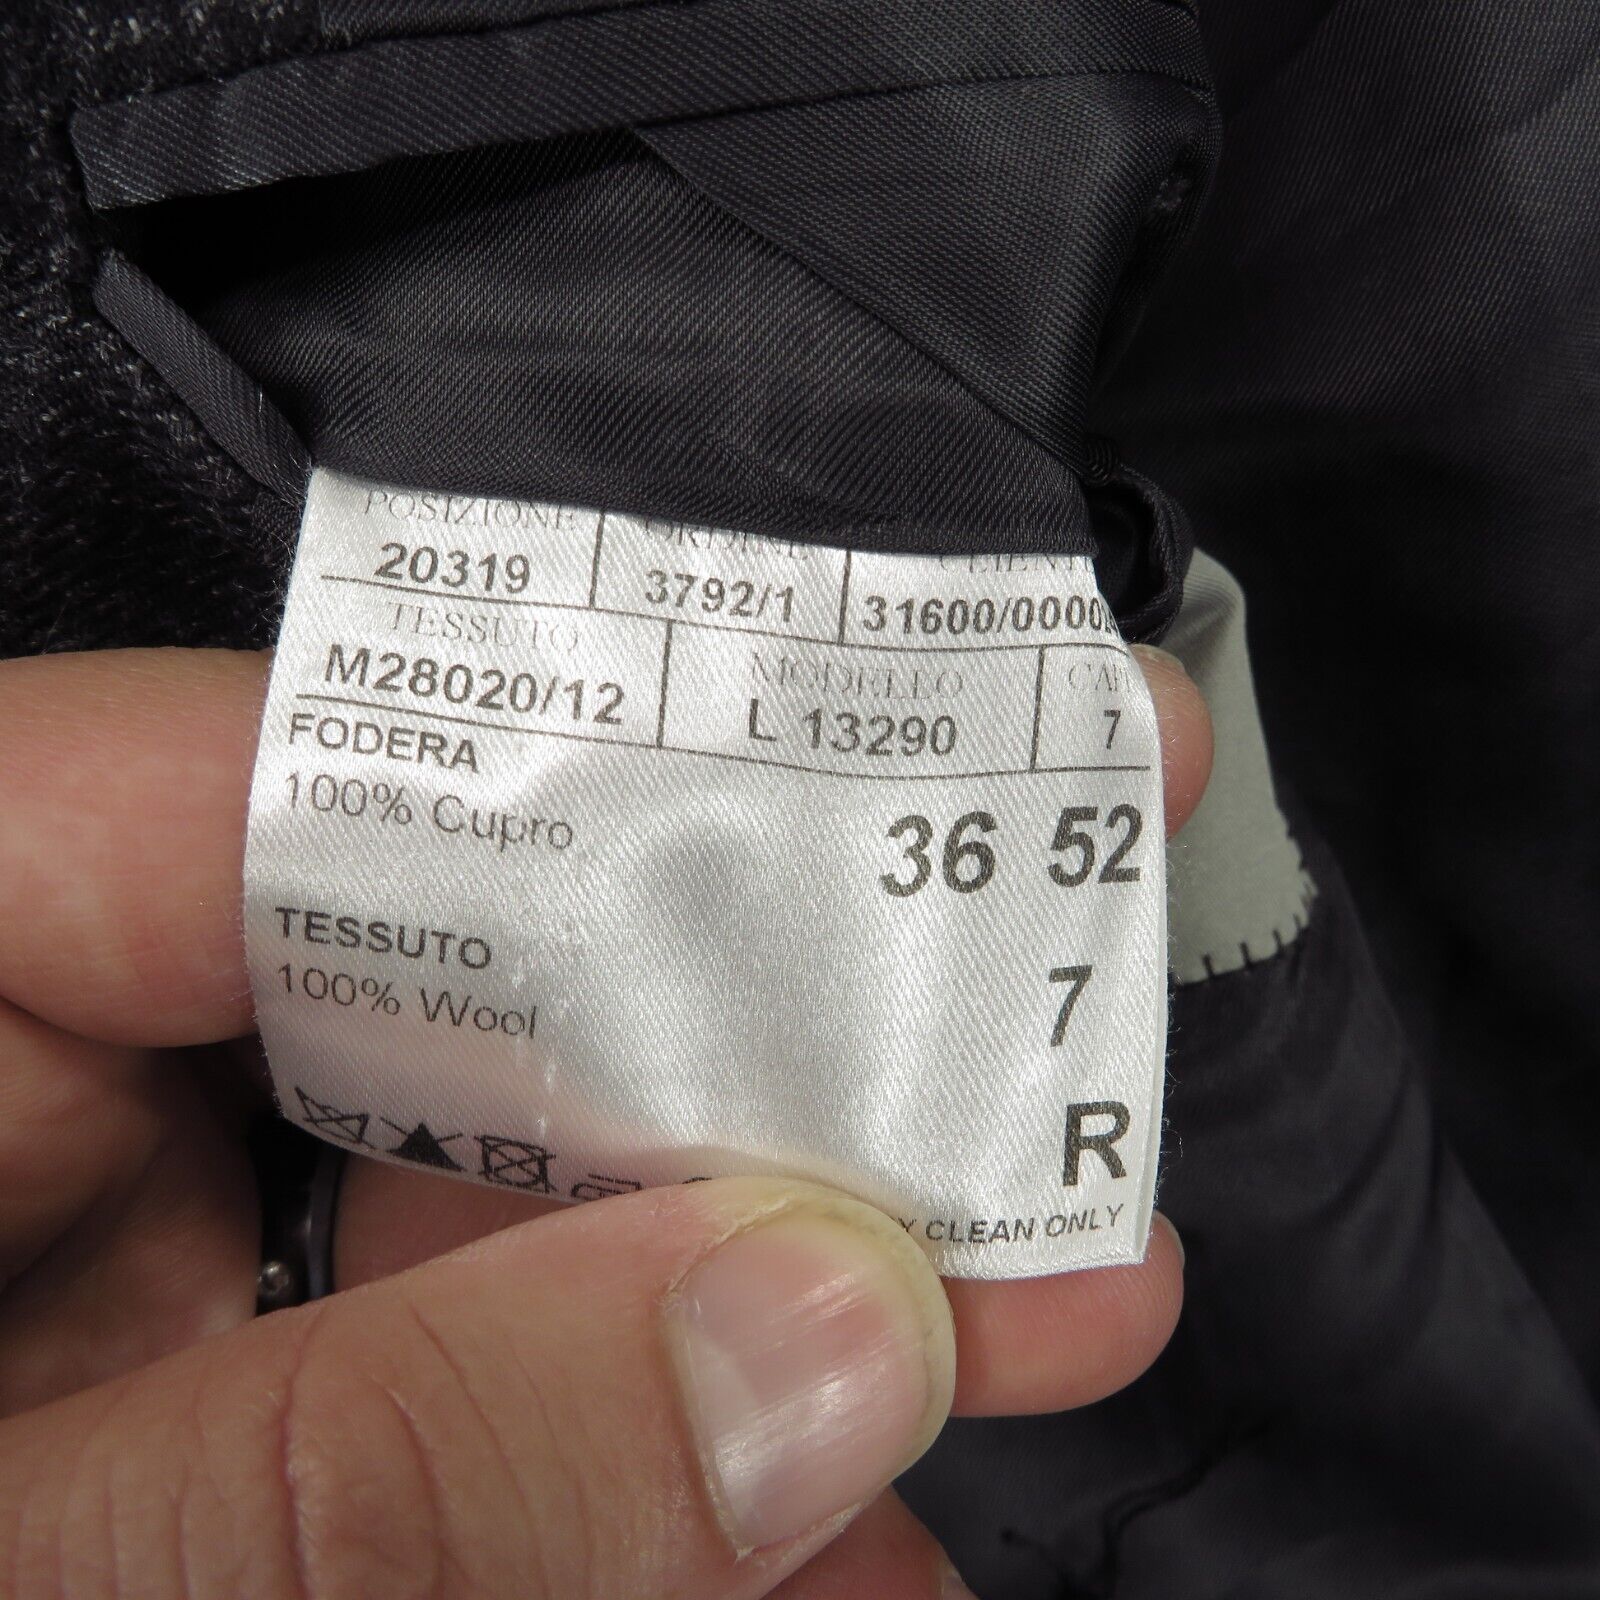 POSIZIONE ORDINE
20319 3792/1 31600/0000
TESSUTO MODELLO
M28020/12 L 13290 7
FODERA
100% Cupro
36 52
TESSUTO
100% Wool
7
R
CLEAN ONLY